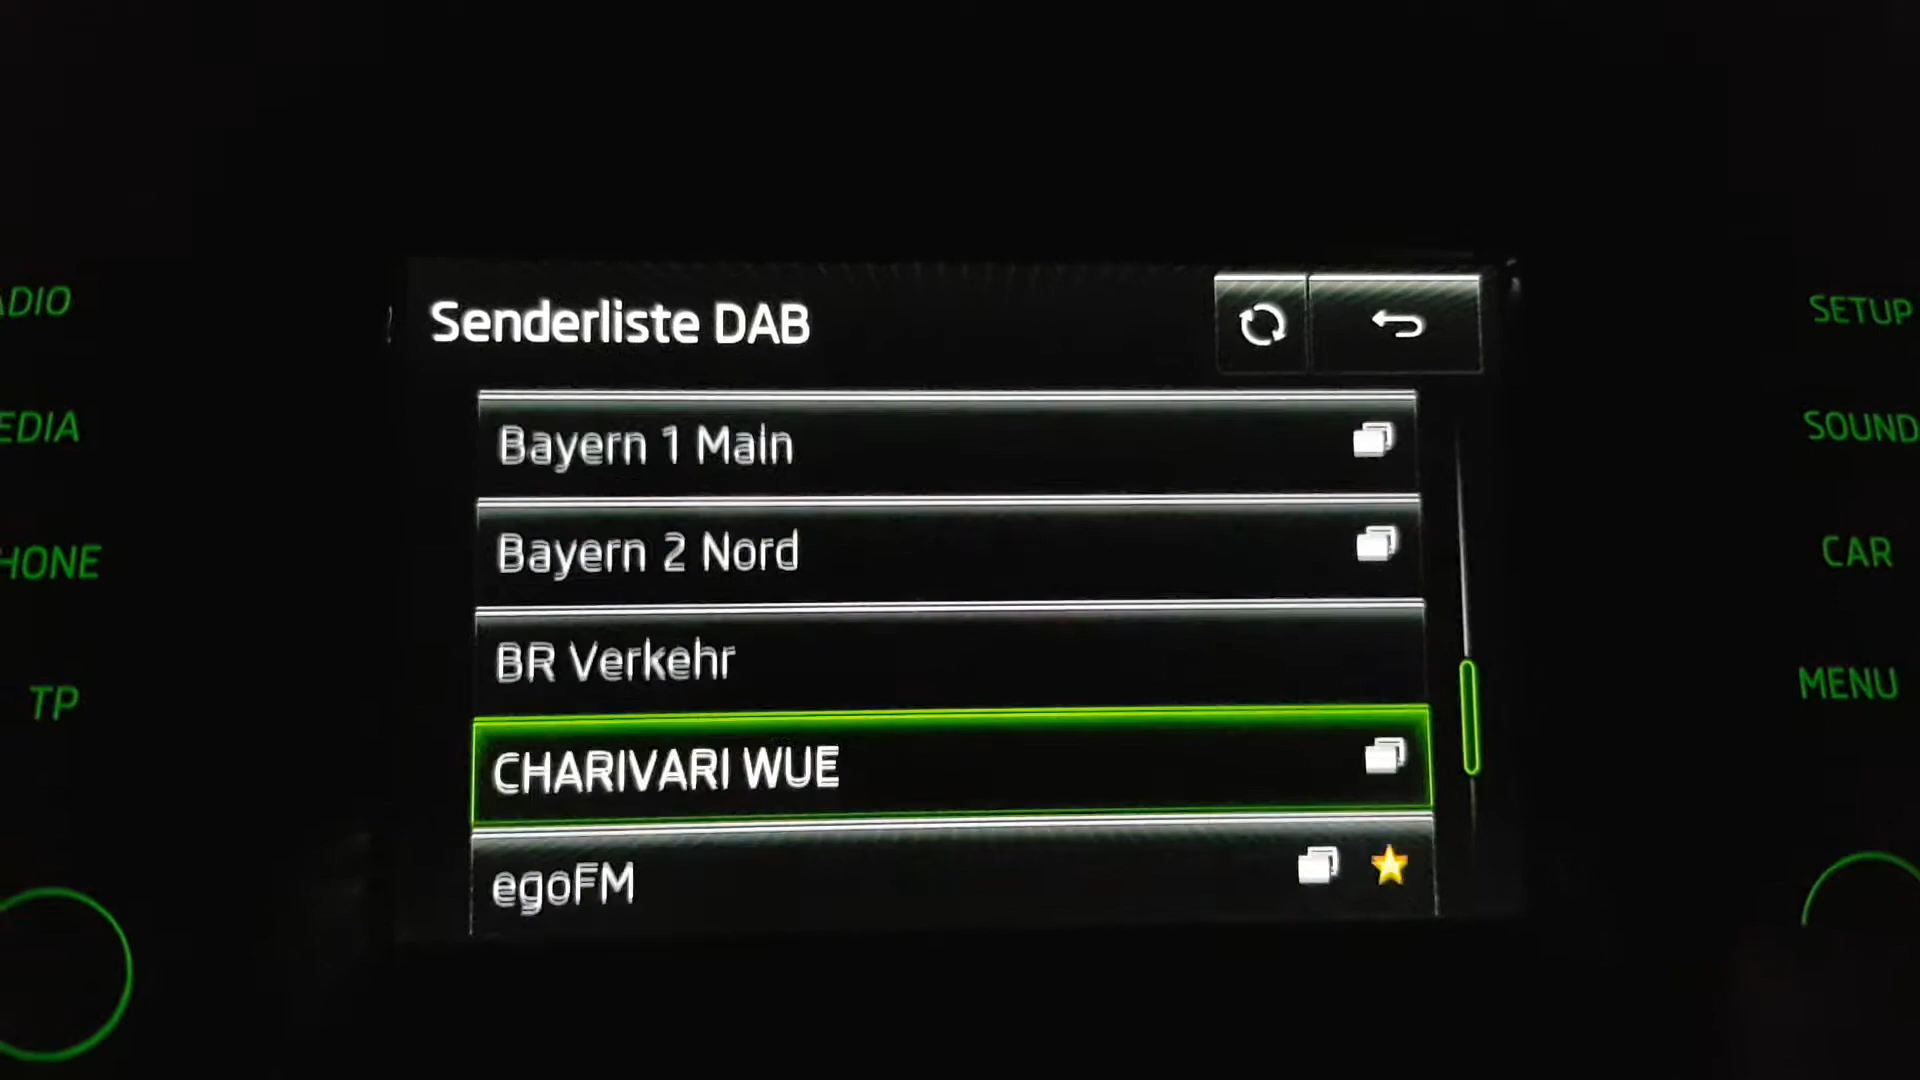 Senderliste DAB
Bayern 1 Main
Bayern 2 Nord
BR Verkehr
CHARIVARI WUE
egoFM
ADIO
EDIA
HONE
TP
SETUP
SOUND
CAR
MENU